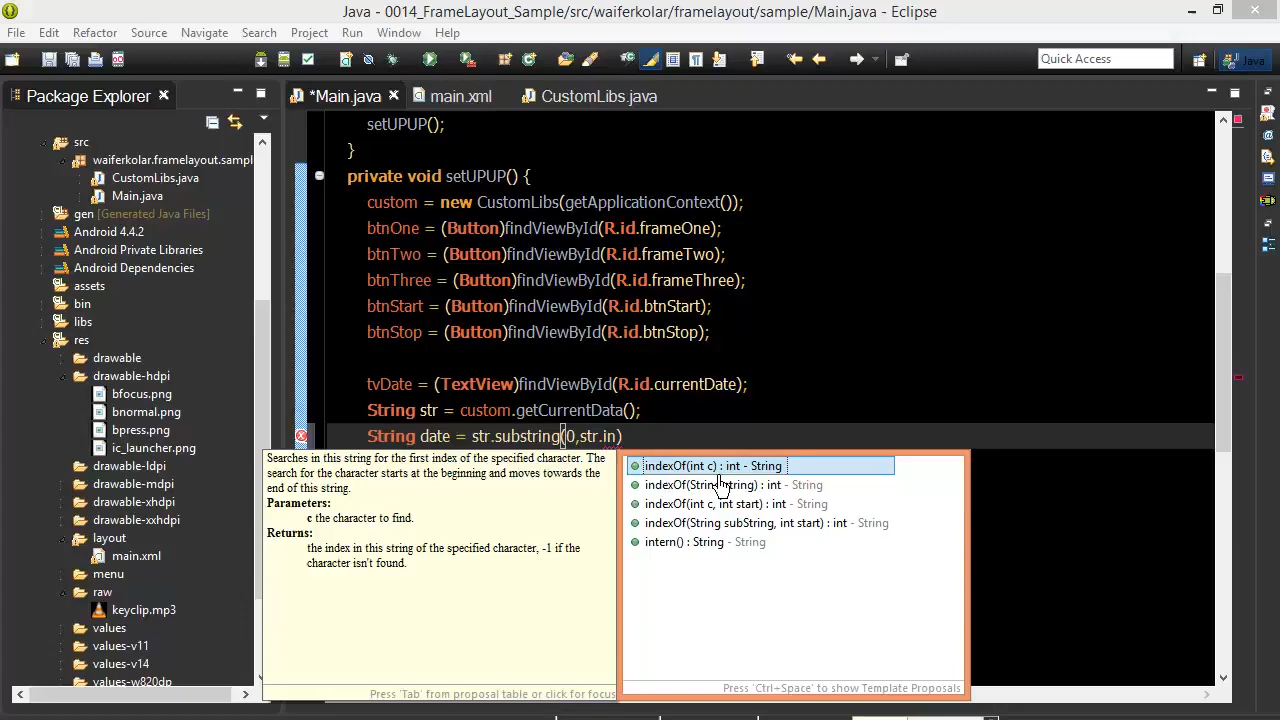 Java - 0014_FrameLayout_Sample/src/waiferkolar/framelayout/sample/Main.java - Eclipse
File Edit Refactor Source Navigate Search Project Run Window Help
Quick Access
Java
Package Explorer
*Main.java
main.xml
CustomLibs.java
src
waiferkolar.framelayout.sampl
CustomLibs.java
Main.java
gen [Generated Java Files]
Android 4.4.2
Android Private Libraries
Android Dependencies
assets
bin
libs
res
drawable
drawable-hdpi
bfocus.png
bnormal.png
bpress.png
ic_launcher.png
drawable-ldpi
drawable-mdpi
drawable-xhdpi
drawable-xxhdpi
layout
main.xml
menu
raw
keyclip.mp3
values
values-v11
values-v14
values-w820dp
setUPUP();
}
private void setUPUP() {
custom = new CustomLibs(getApplicationContext());
btnOne = (Button)findViewById(R.id.frameOne);
btnTwo = (Button)findViewById(R.id.frameTwo);
btnThree = (Button)findViewById(R.id.frameThree);
btnStart = (Button)findViewById(R.id.btnStart);
btnStop = (Button)findViewById(R.id.btnStop);
tvDate = (TextView)findViewById(R.id.currentDate);
String str = custom.getCurrentData();
String date = str.substring(0,str.in)
Searches in this string for the first index of the specified character. The
search for the character starts at the beginning and moves towards the
end of this string.
Parameters:
c the character to find.
Returns:
the index in this string of the specified character, -1 if the
character isn't found.
Press 'Tab' from proposal table or click for focus
indexOf(int c) : int - String
indexOf(String string) : int - String
indexOf(int c, int start) : int - String
indexOf(String subString, int start) : int - String
intern() : String - String
Press 'Ctrl+Space' to show Template Proposals